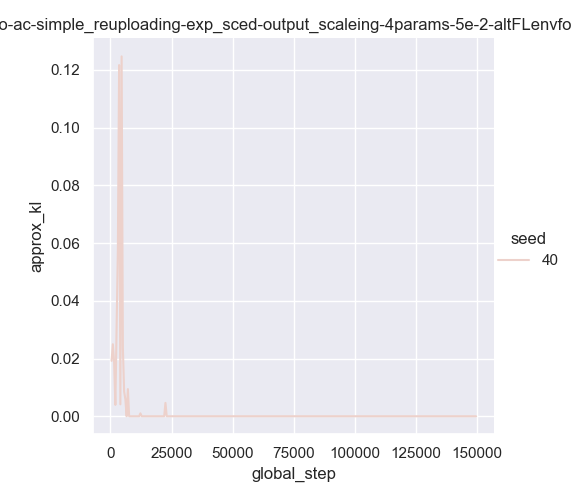 o-ac-simple_reuploading-exp_sced-output_scaleing-4params-5e-2-altFLenvfo
0.12
0.10
0.08
0.06
0.04
0.02
0.00
approx_kl
0 25000 50000 75000 100000 125000 150000
global_step
seed
40